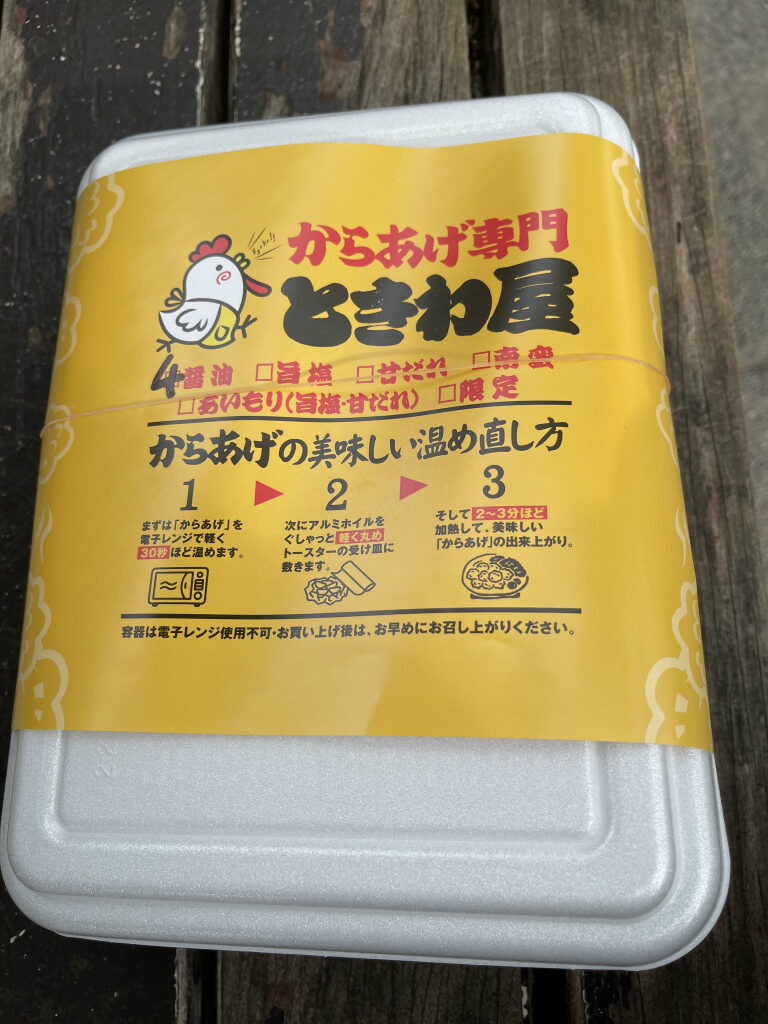 からあげ専門
ときわ屋
4 醤油 □旨塩 □甘だれ □南蛮
□あいもり(旨塩・甘だれ) □限定
からあげの美味しい温め直し方
1 ▶ 2 ▶ 3
まずは「からあげ」を
電子レンジで軽く
30秒ほど温めます。
次にアルミホイルを
ぐしゃっと軽く丸め
トースターの受け皿に
敷きます。
そして2〜3分ほど
加熱して、美味しい
「からあげ」の出来上がり。
容器は電子レンジ使用不可・お買い上げ後は、お早めにお召し上がりください。